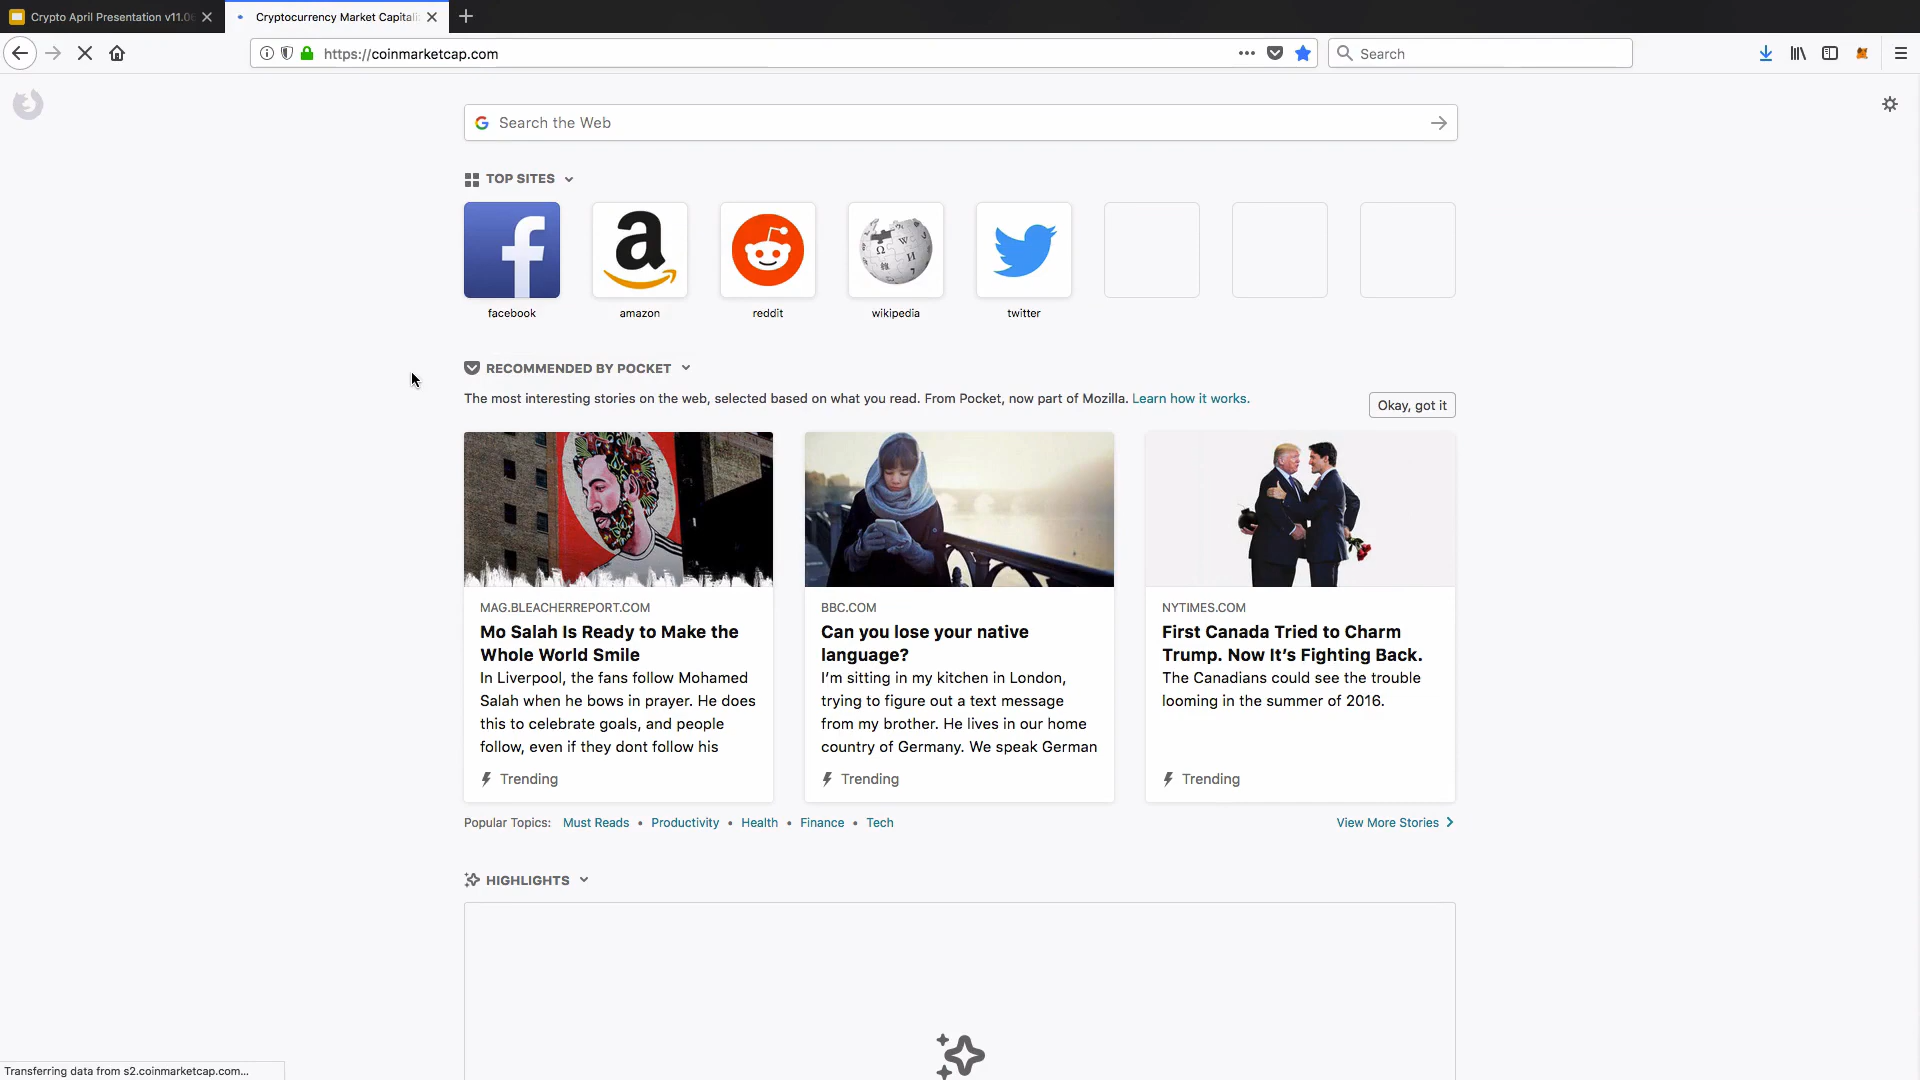 Crypto April Presentation v11.0
Cryptocurrency Market Capitali
https://coinmarketcap.com
Search
Search the Web
TOP SITES
facebook
amazon
reddit
wikipedia
twitter
RECOMMENDED BY POCKET
The most interesting stories on the web, selected based on what you read. From Pocket, now part of Mozilla. Learn how it works.
Okay, got it
MAG.BLEACHERREPORT.COM
Mo Salah Is Ready to Make the
Whole World Smile
In Liverpool, the fans follow Mohamed
Salah when he bows in prayer. He does
this to celebrate goals, and people
follow, even if they dont follow his
Trending
BBC.COM
Can you lose your native
language?
I’m sitting in my kitchen in London,
trying to figure out a text message
from my brother. He lives in our home
country of Germany. We speak German
Trending
NYTIMES.COM
First Canada Tried to Charm
Trump. Now It’s Fighting Back.
The Canadians could see the trouble
looming in the summer of 2016.
Trending
Popular Topics: Must Reads • Productivity • Health • Finance • Tech
View More Stories
HIGHLIGHTS
Transferring data from s2.coinmarketcap.com...